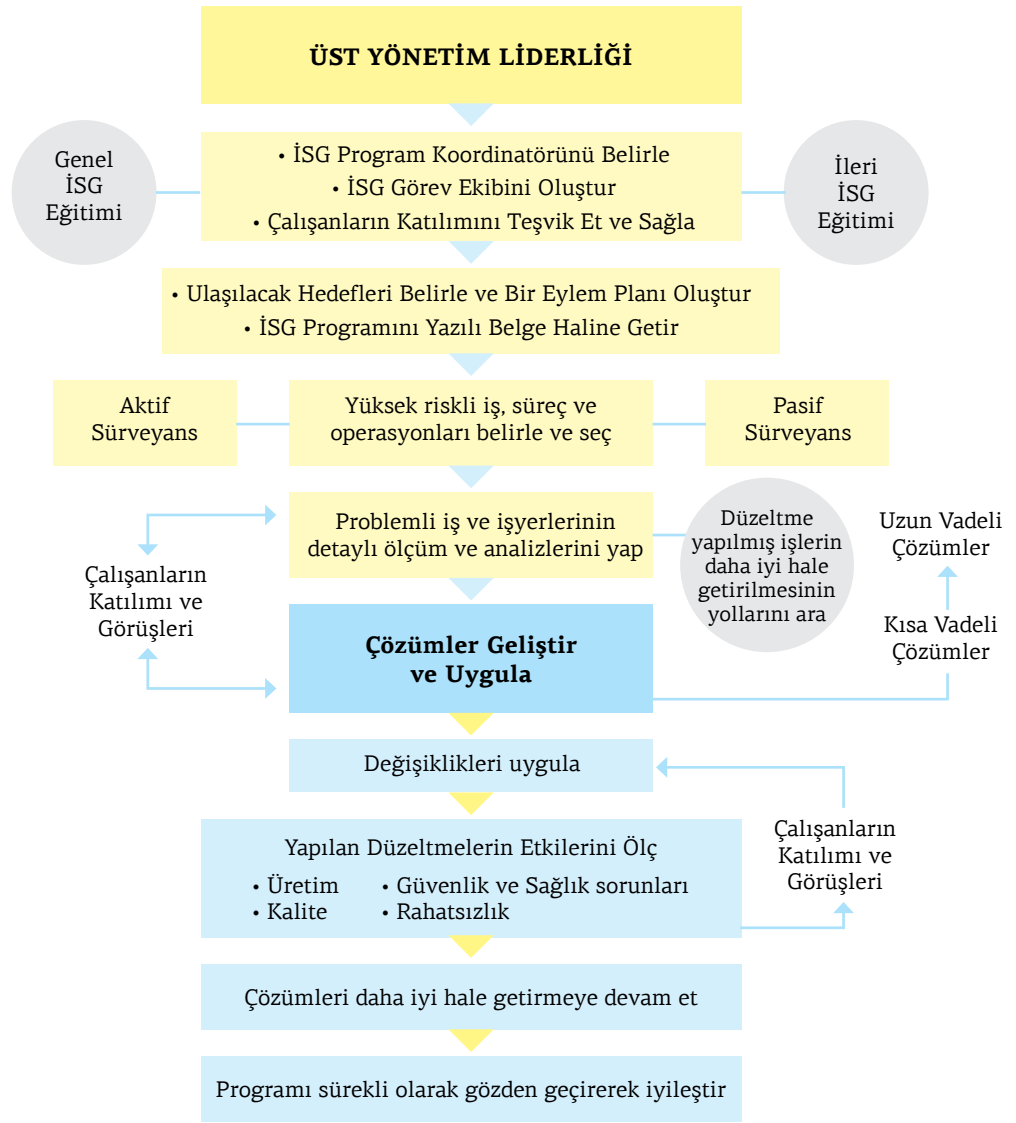 ÜST YÖNETİM LİDERLİĞİ
Genel
İSG
Eğitimi
• İSG Program Koordinatörünü Belirle
• İSG Görev Ekibini Oluştur
• Çalışanların Katılımını Teşvik Et ve Sağla
İleri
İSG
Eğitimi
• Ulaşılacak Hedefleri Belirle ve Bir Eylem Planı Oluştur
• İSG Programını Yazılı Belge Haline Getir
Aktif
Sürveyans
Yüksek riskli iş, süreç ve
operasyonları belirle ve seç
Pasif
Sürveyans
Problemli iş ve işyerlerinin
detaylı ölçüm ve analizlerini yap
Düzeltme
yapılmış işlerin
daha iyi hale
getirilmesinin
yollarını ara
Uzun Vadeli
Çözümler
Çalışanların
Katılımı ve
Görüşleri
Kısa Vadeli
Çözümler
Çözümler Geliştir
ve Uygula
Değişiklikleri uygula
Çalışanların
Katılımı ve
Görüşleri
Yapılan Düzeltmelerin Etkilerini Ölç
• Üretim • Güvenlik ve Sağlık sorunları
• Kalite • Rahatsızlık
Çözümleri daha iyi hale getirmeye devam et
Programı sürekli olarak gözden geçirerek iyileştir